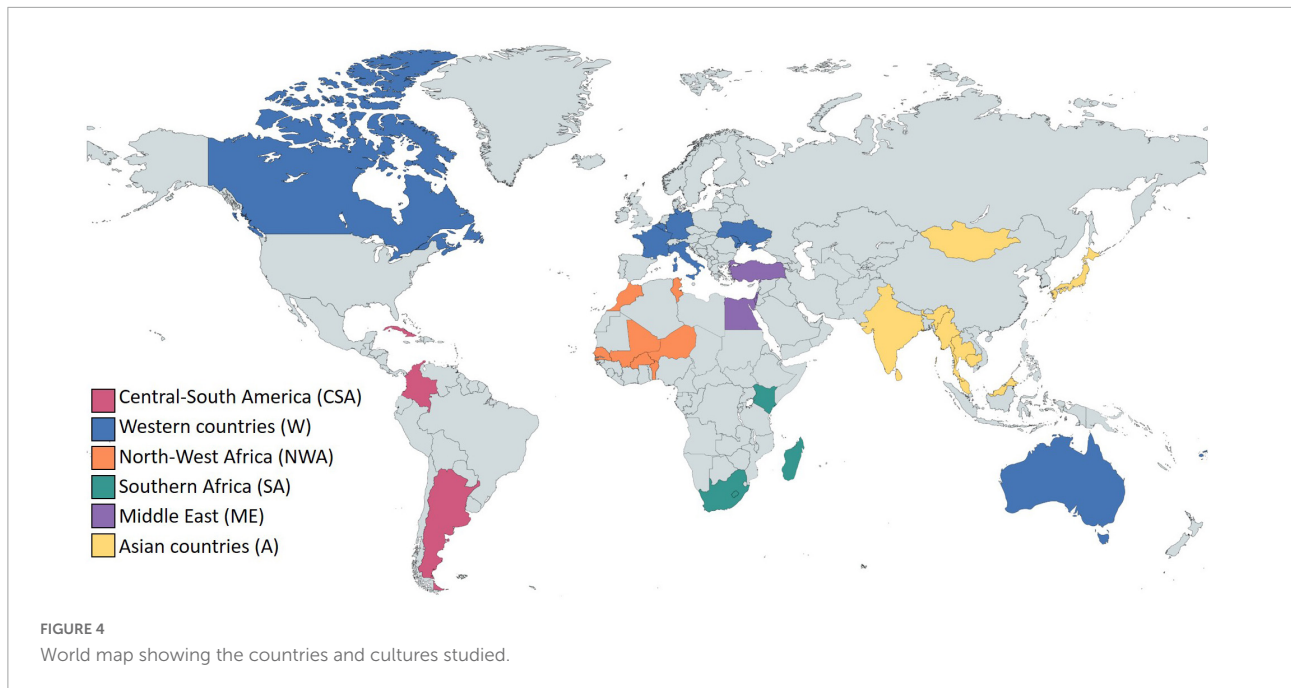 Central-South America (CSA)
Western countries (W)
North-West Africa (NWA)
Southern Africa (SA)
Middle East (ME)
Asian countries (A)
FIGURE 4
World map showing the countries and cultures studied.